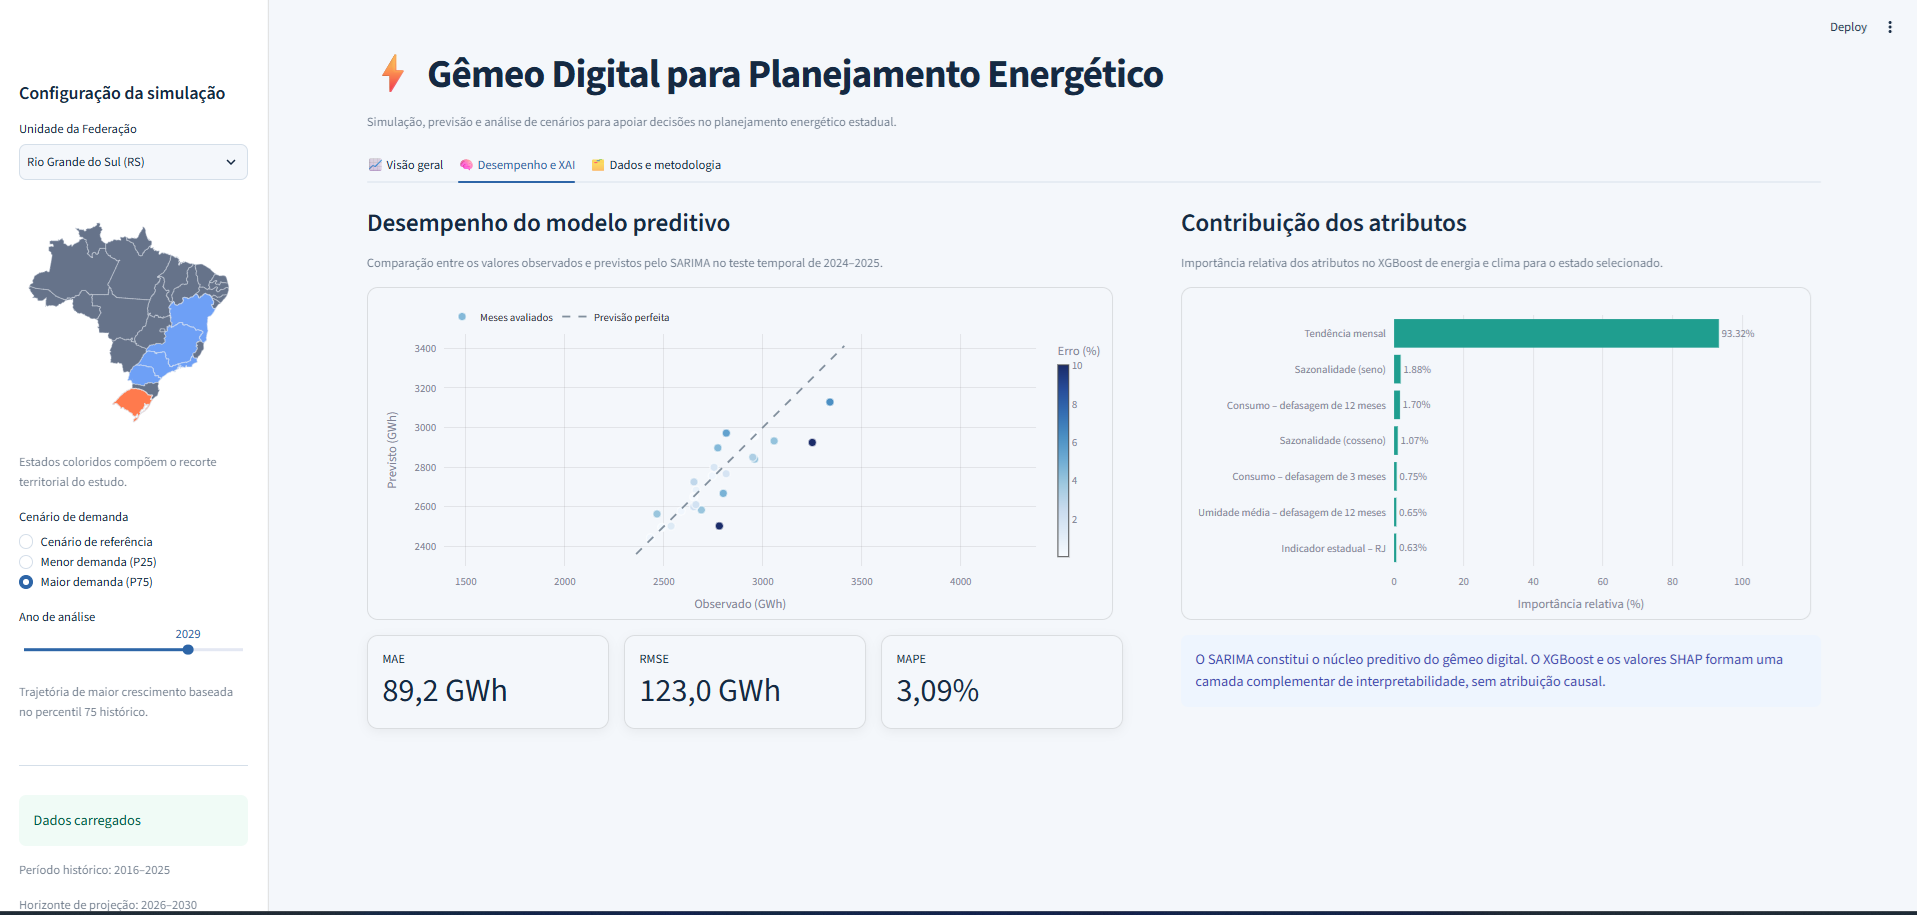 Deploy
Configuração da simulação
Unidade da Federação
Rio Grande do Sul (RS)
Estados coloridos compõem o recorte
territorial do estudo.
Cenário de demanda
Cenário de referência
Menor demanda (P25)
Maior demanda (P75)
Ano de análise
2029
Trajetória de maior crescimento baseada
no percentil 75 histórico.
Dados carregados
Período histórico: 2016–2025
Horizonte de projeção: 2026–2030
Gêmeo Digital para Planejamento Energético
Simulação, previsão e análise de cenários para apoiar decisões no planejamento energético estadual.
Visão geral
Desempenho e XAI
Dados e metodologia
Desempenho do modelo preditivo
Comparação entre os valores observados e previstos pelo SARIMA no teste temporal de 2024–2025.
Meses avaliados
Previsão perfeita
Previsto (GWh)
3400
3200
3000
2800
2600
2400
1500
2000
2500
3000
3500
4000
Observado (GWh)
Erro (%)
10
8
6
4
2
MAE
89,2 GWh
RMSE
123,0 GWh
MAPE
3,09%
Contribuição dos atributos
Importância relativa dos atributos no XGBoost de energia e clima para o estado selecionado.
Tendência mensal 93.32%
Sazonalidade (seno) 1.88%
Consumo – defasagem de 12 meses 1.70%
Sazonalidade (cosseno) 1.07%
Consumo – defasagem de 3 meses 0.75%
Umidade média – defasagem de 12 meses 0.65%
Indicador estadual – RJ 0.63%
0
20
40
60
80
100
Importância relativa (%)
O SARIMA constitui o núcleo preditivo do gêmeo digital. O XGBoost e os valores SHAP formam uma
camada complementar de interpretabilidade, sem atribuição causal.